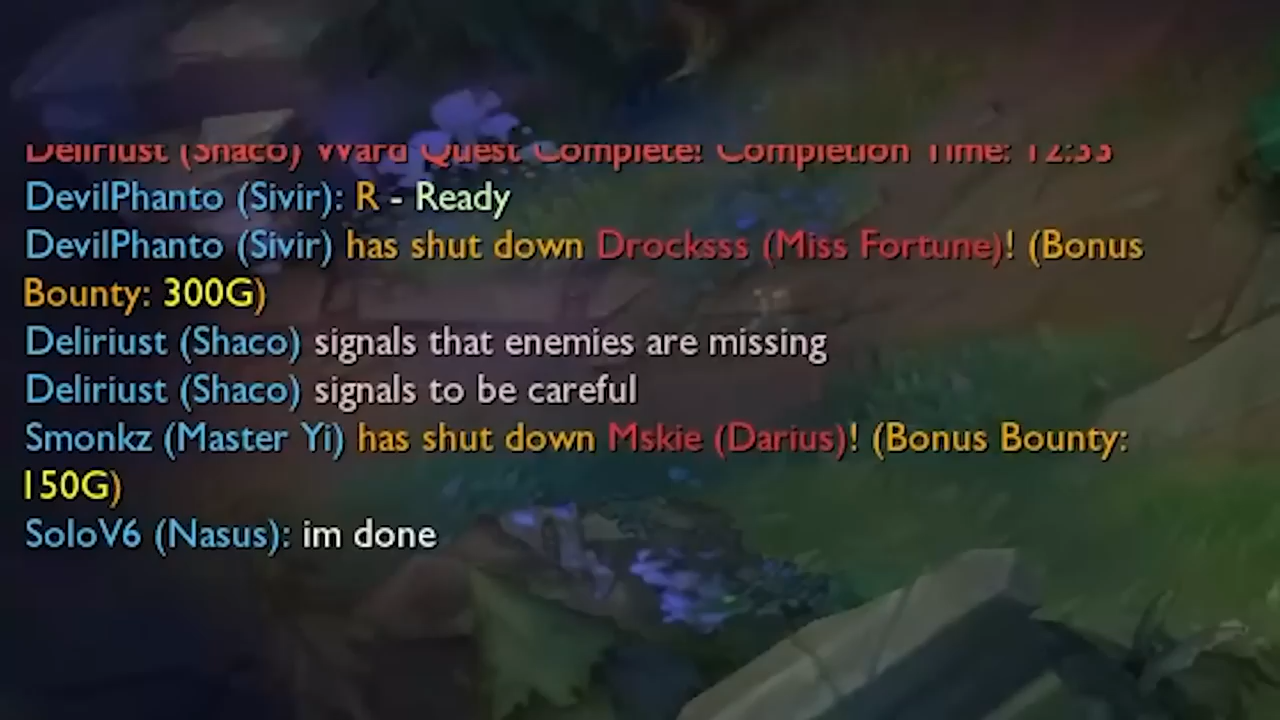 Deliriust (Shaco) Ward Quest Complete! Completion Time: 12:33
DevilPhanto (Sivir): R - Ready
DevilPhanto (Sivir) has shut down Drocksss (Miss Fortune)! (Bonus
Bounty: 300G)
Deliriust (Shaco) signals that enemies are missing
Deliriust (Shaco) signals to be careful
Smonkz (Master Yi) has shut down Mskie (Darius)! (Bonus Bounty:
150G)
SoloV6 (Nasus): im done